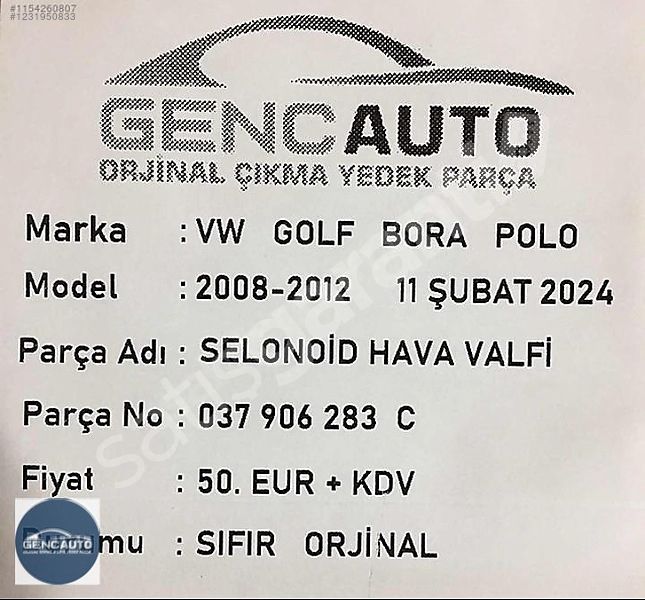 #1154260807
#1231950833
GENCAUTO
ORJİNAL ÇIKMA YEDEK PARÇA
Marka : VW GOLF BORA POLO
Model : 2008-2012 11 ŞUBAT 2024
Parça Adı : SELONOİD HAVA VALFİ
Parça No : 037 906 283 C
Fiyat : 50. EUR + KDV
: SIFIR ORJİNAL
GENCAUTO